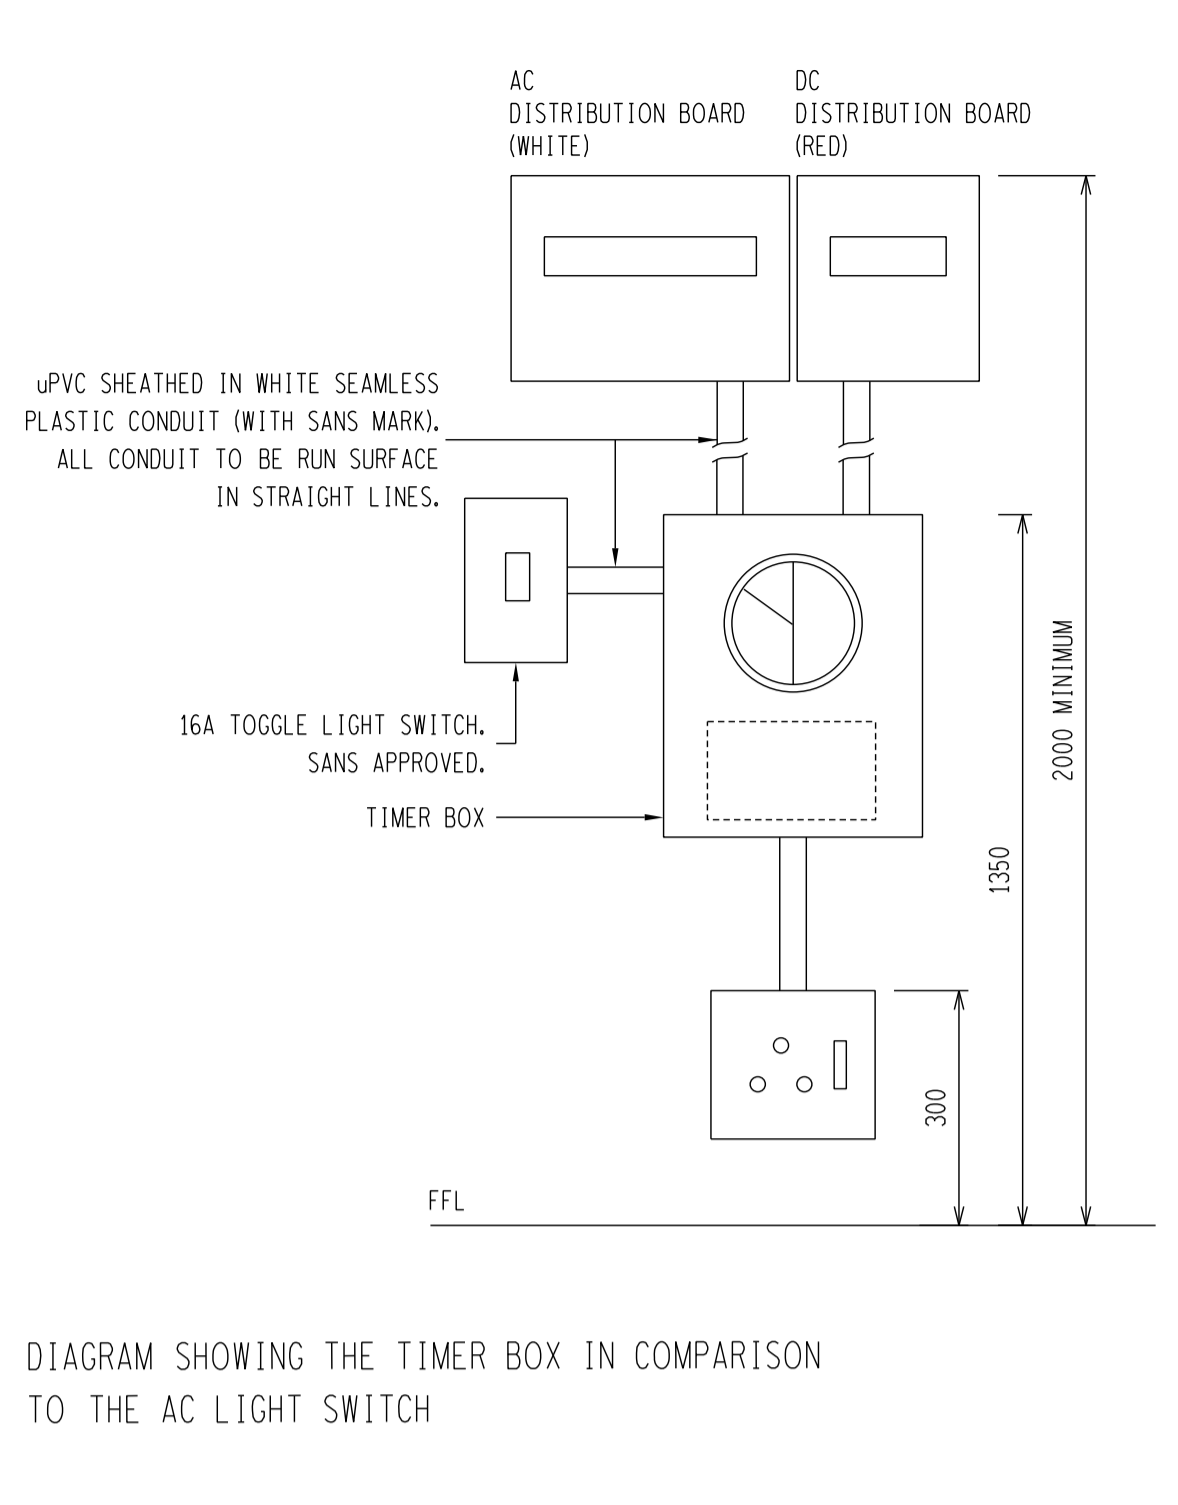 AC
DISTRIBUTION BOARD
(WHITE)
DC
DISTRIBUTION BOARD
(RED)
uPVC SHEATHED IN WHITE SEAMLESS
PLASTIC CONDUIT (WITH SANS MARK).
ALL CONDUIT TO BE RUN SURFACE
IN STRAIGHT LINES.
16A TOGGLE LIGHT SWITCH.
SANS APPROVED.
TIMER BOX
2000 MINIMUM
1350
300
FFL
DIAGRAM SHOWING THE TIMER BOX IN COMPARISON
TO THE AC LIGHT SWITCH